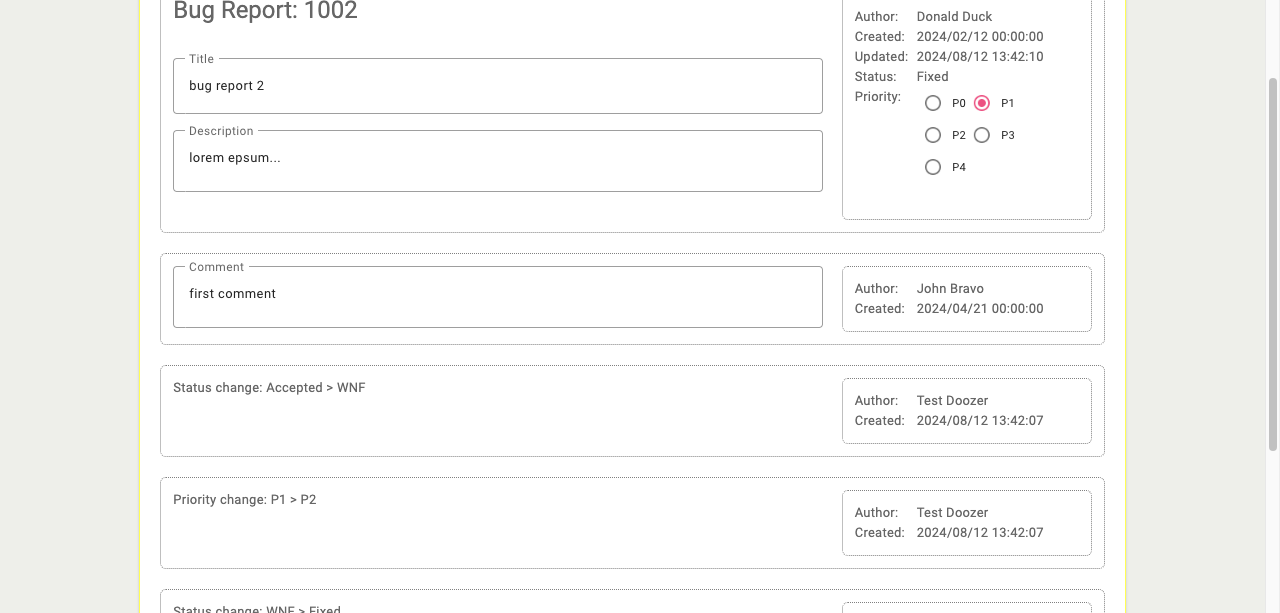 Bug Report: 1002
Title
bug report 2
Description
lorem epsum...
Author: Donald Duck
Created: 2024/02/12 00:00:00
Updated: 2024/08/12 13:42:10
Status: Fixed
Priority: P0 P1
P2 P3
P4
Comment
first comment
Author: John Bravo
Created: 2024/04/21 00:00:00
Status change: Accepted > WNF
Author: Test Doozer
Created: 2024/08/12 13:42:07
Priority change: P1 > P2
Author: Test Doozer
Created: 2024/08/12 13:42:07
Status change: WNF > Fixed